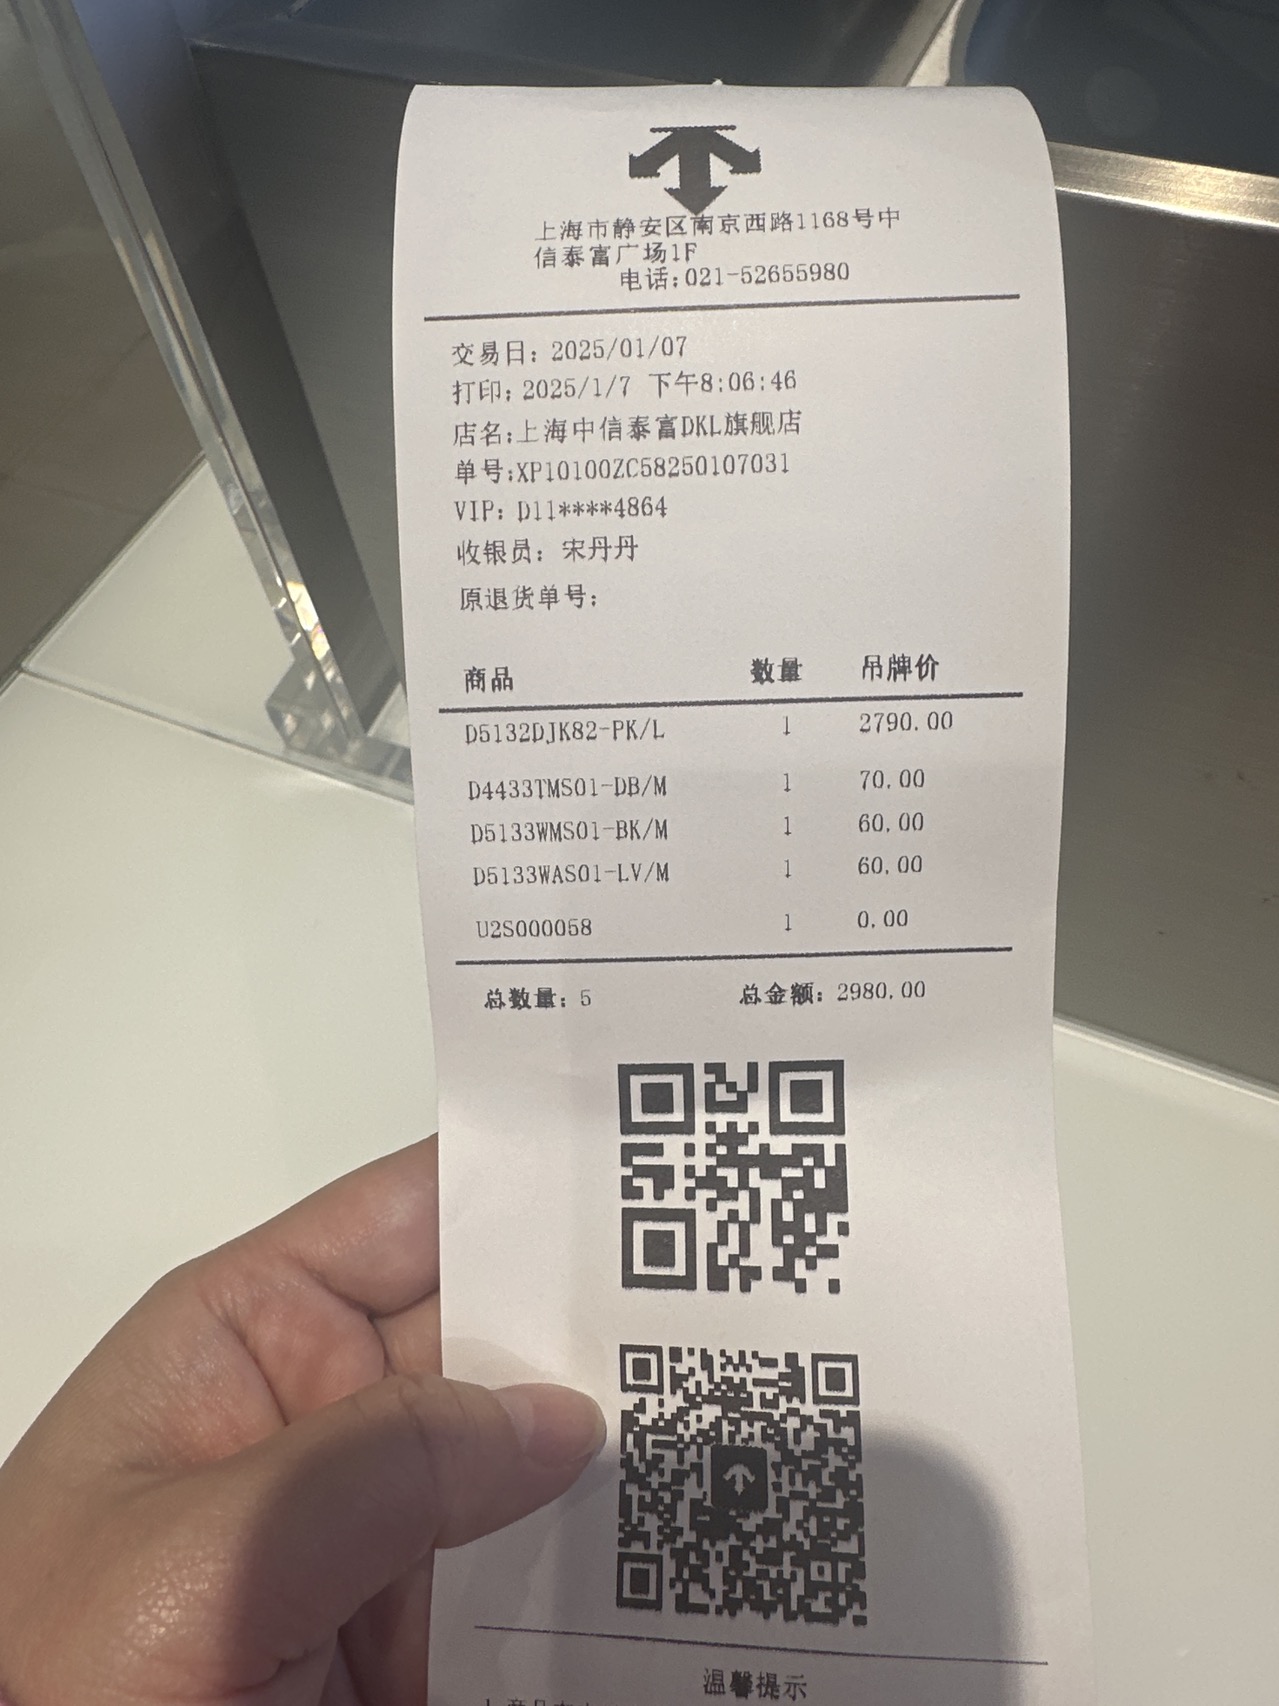 上海市静安区南京西路1168号中
信泰富广场1F
电话:021-52655980
交易日: 2025/01/07
打印: 2025/1/7 下午8:06:46
店名:上海中信泰富DKL旗舰店
单号:XP10100ZC58250107031
VIP: D11****4864
收银员: 宋丹丹
原退货单号:
商品 数量 吊牌价
D5132DJK82-PK/L 1 2790.00
D4433TMS01-DB/M 1 70.00
D5133WMS01-BK/M 1 60.00
D5133WAS01-LV/M 1 60.00
U2S000058 1 0.00
总数量: 5 总金额: 2980.00
温馨提示